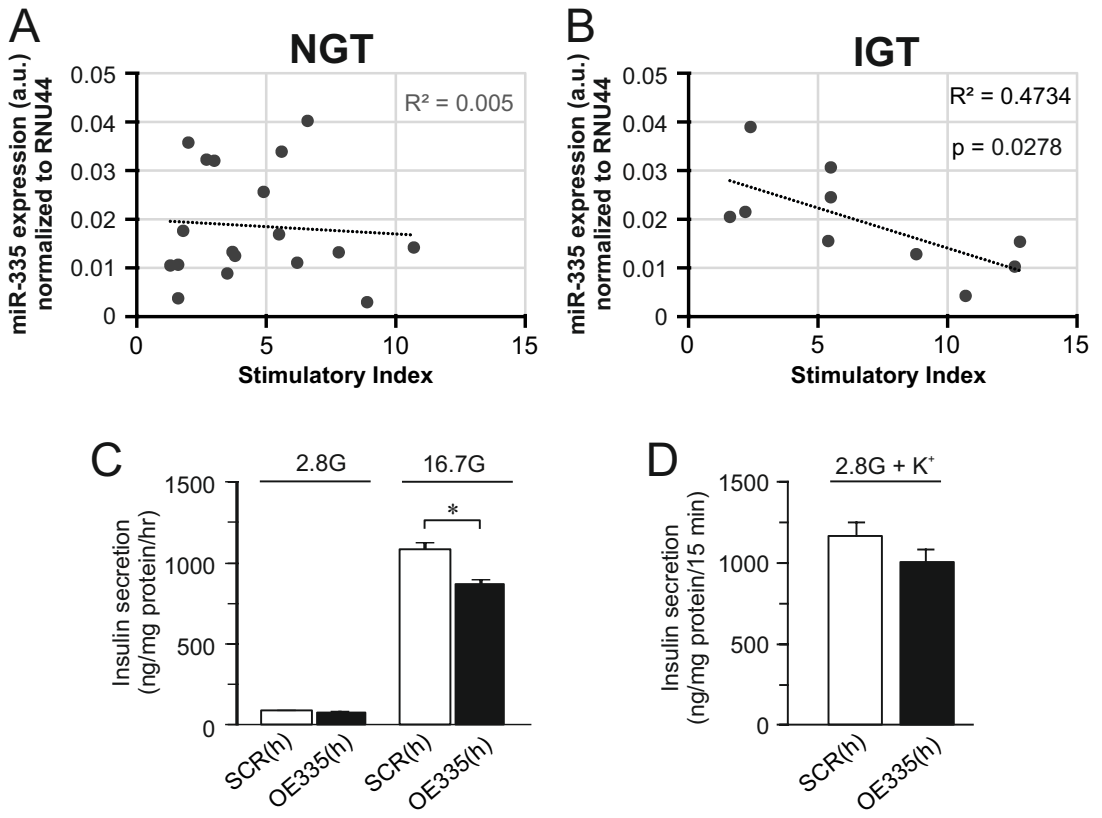 A
NGT
miR-335 expression (a.u.)
normalized to RNU44
0.05
0.04
0.03
0.02
0.01
0
R² = 0.005
0
5
10
15
Stimulatory Index
B
IGT
miR-335 expression (a.u.)
normalized to RNU44
0.05
0.04
0.03
0.02
0.01
0
R² = 0.4734
p = 0.0278
0
5
10
15
Stimulatory Index
C
2.8G
16.7G
Insulin secretion
(ng/mg protein/hr)
1500
1000
500
0
*
SCR(h)
OE335(h)
SCR(h)
OE335(h)
D
2.8G + K⁺
Insulin secretion
(ng/mg protein/15 min)
1500
1000
500
0
SCR(h)
OE335(h)